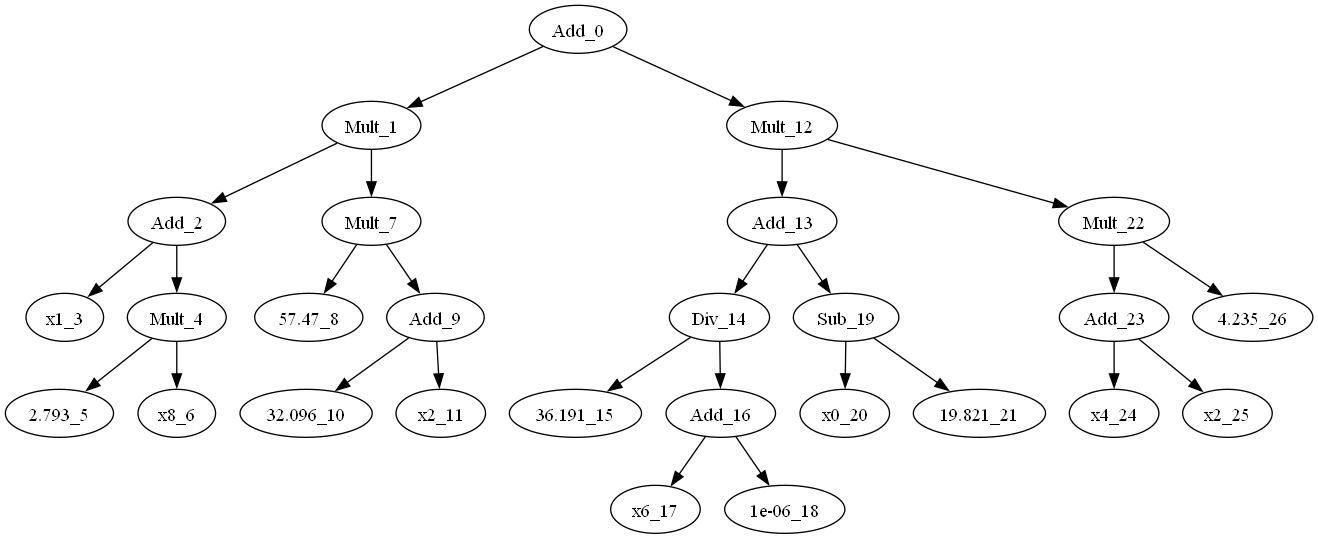 Add_0
Mult_1 Mult_12
Add_2 Mult_7 Add_13 Mult_22
x1_3 Mult_4 57.47_8 Add_9 Div_14 Sub_19 Add_23 4.235_26
2.793_5 x8_6 32.096_10 x2_11 36.191_15 Add_16 x0_20 19.821_21 x4_24 x2_25
x6_17 1e-06_18